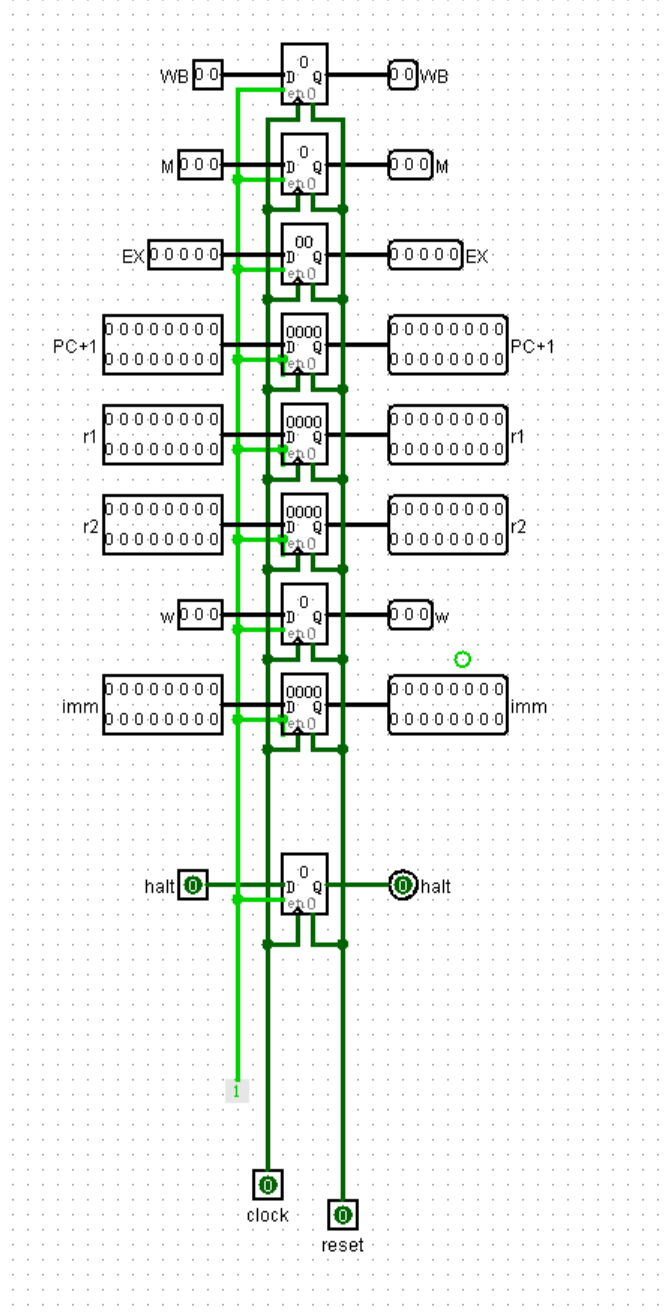 0
WB 0 0 D Q 0 0 WB
en 0
0
M 0 0 0 D Q 0 0 0 M
en 0
00
EX 0 0 0 0 0 D Q 0 0 0 0 0 EX
en 0
0 0 0 0 0 0 0 0 0000 0 0 0 0 0 0 0 0
PC+1 D Q PC+1
0 0 0 0 0 0 0 0 en 0 0 0 0 0 0 0 0 0
0 0 0 0 0 0 0 0 0000 0 0 0 0 0 0 0 0
r1 D Q r1
0 0 0 0 0 0 0 0 en 0 0 0 0 0 0 0 0 0
0 0 0 0 0 0 0 0 0000 0 0 0 0 0 0 0 0
r2 D Q r2
0 0 0 0 0 0 0 0 en 0 0 0 0 0 0 0 0 0
0
w 0 0 0 D Q 0 0 0 w
en 0
0 0 0 0 0 0 0 0 0000 0 0 0 0 0 0 0 0
imm D Q imm
0 0 0 0 0 0 0 0 en 0 0 0 0 0 0 0 0 0
0
halt 0 D Q 0 halt
en 0
1
0
clock
0
reset